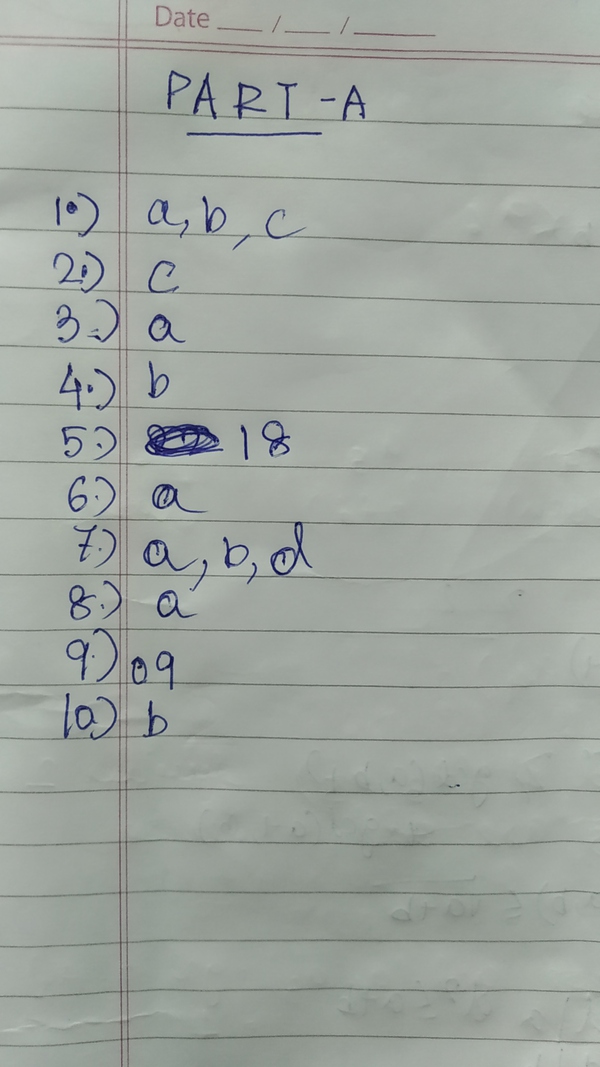 Date ___ / ___ / ______
PART-A
1.) a, b, c
2.) c
3.) a
4.) b
5.) 18
6.) a
7.) a, b, d
8.) a
9.) 09
10.) b